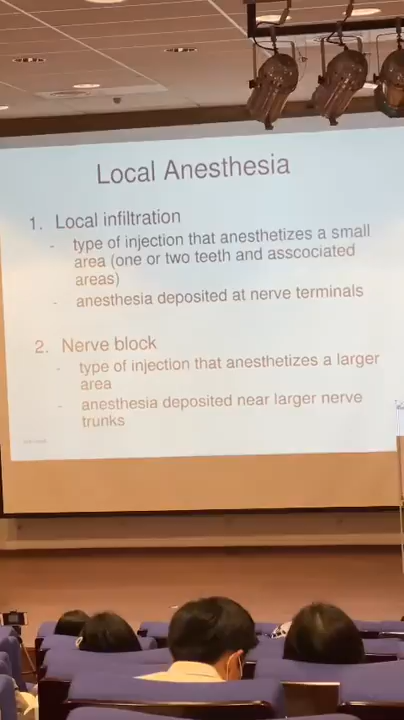 Local Anesthesia
1. Local infiltration
- type of injection that anesthetizes a small
area (one or two teeth and asscociated
areas)
- anesthesia deposited at nerve terminals
2. Nerve block
- type of injection that anesthetizes a larger
area
- anesthesia deposited near larger nerve
trunks